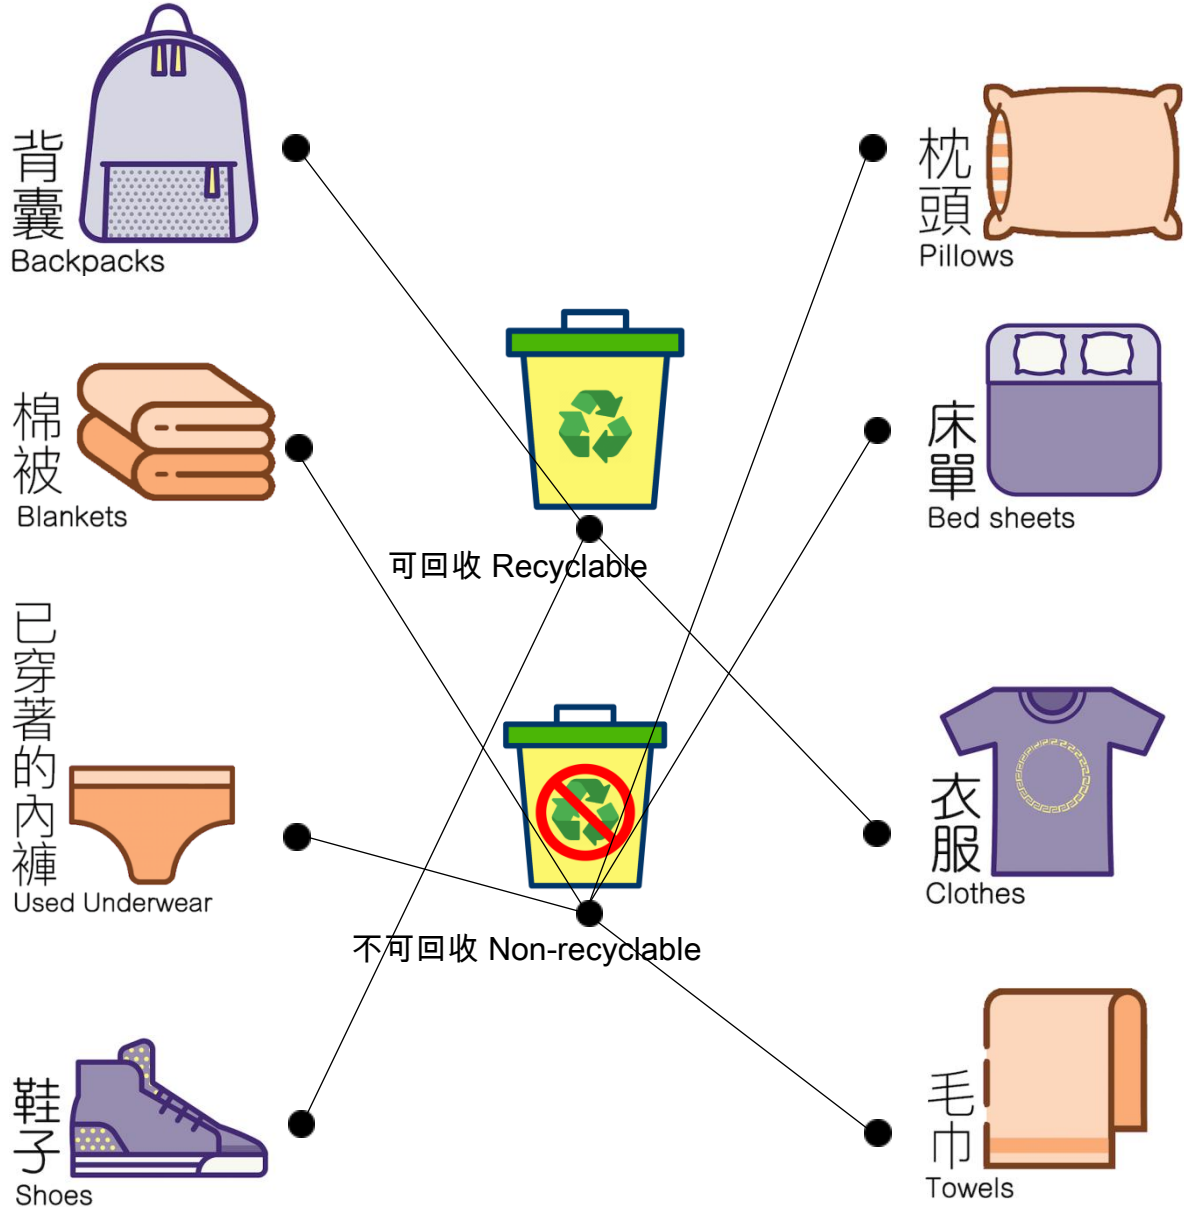 背囊
Backpacks
枕頭
Pillows
棉被
Blankets
床單
Bed sheets
可回收 Recyclable
已穿著的內褲
Used Underwear
衣服
Clothes
不可回收 Non-recyclable
鞋子
Shoes
毛巾
Towels